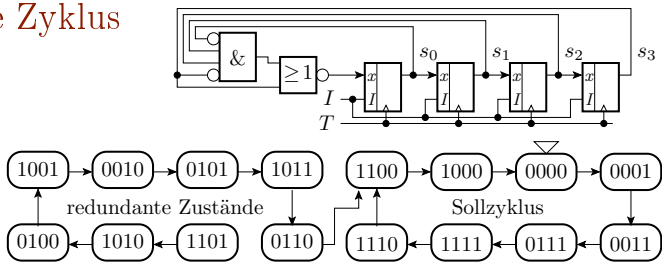 e Zyklus
& ≥1 x I x I x I x I s₀ s₁ s₂ s₃
I
T
1001 0010 0101 1011 1100 1000 0000 0001
redundante Zustände Sollzyklus
0100 1010 1101 0110 1110 1111 0111 0011